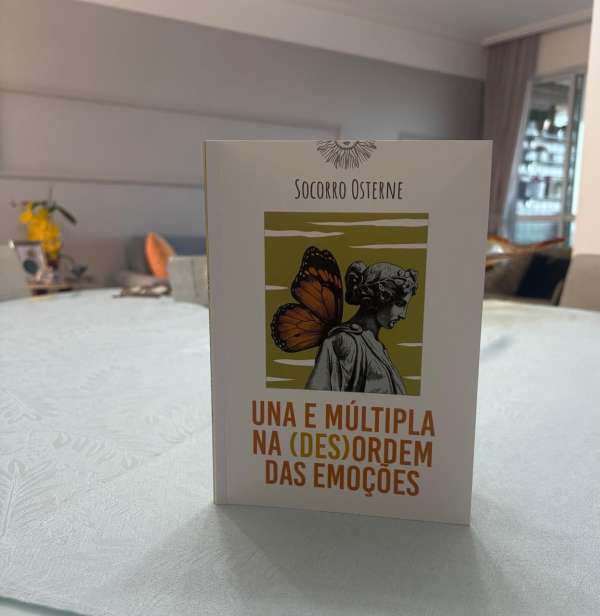 SOCORRO OSTERNE
UNA E MÚLTIPLA
NA (DES)ORDEM
DAS EMOÇÕES